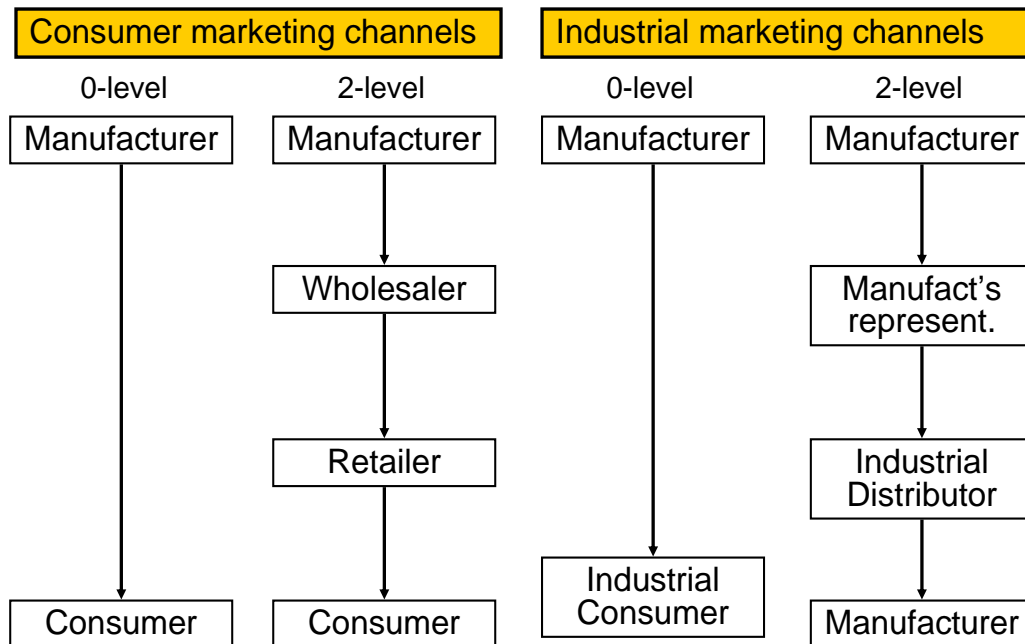 Consumer marketing channels
Industrial marketing channels
0-level
2-level
0-level
2-level
Manufacturer
Manufacturer
Manufacturer
Manufacturer
Wholesaler
Manufact's
represent.
Retailer
Industrial
Distributor
Industrial
Consumer
Consumer
Consumer
Manufacturer